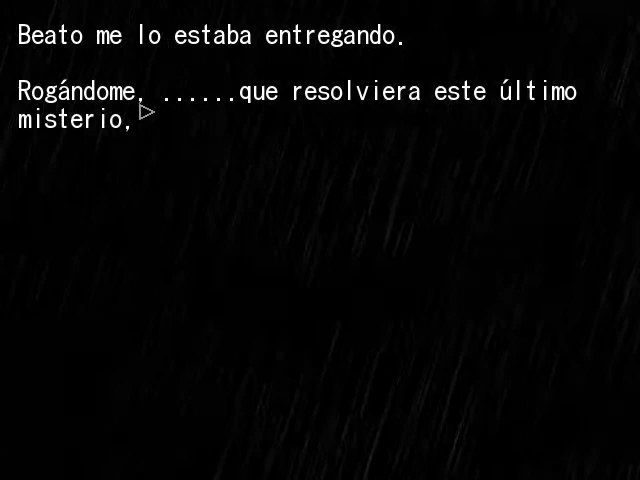 Beato me lo estaba entregando.
Rogándome, ......que resolviera este último
misterio,